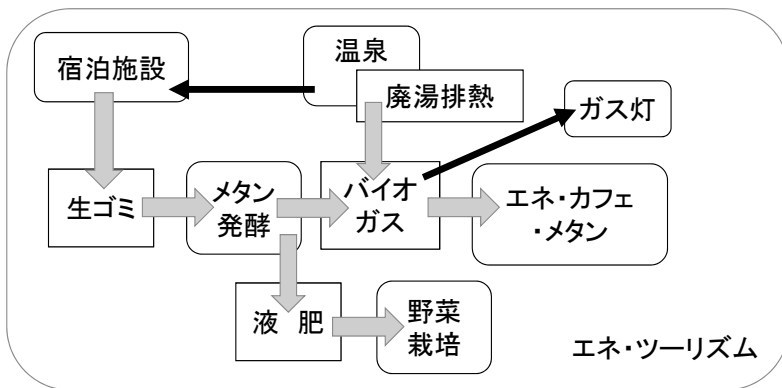 宿泊施設
温泉
廃湯排熱
ガス灯
生ゴミ
メタン
発酵
バイオ
ガス
エネ・カフェ
・メタン
液　肥
野菜
栽培
エネ・ツーリズム